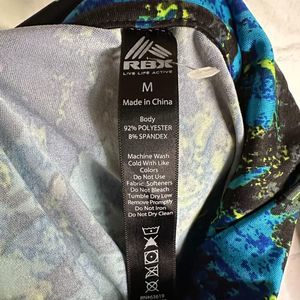 RBX
LIVE LIFE ACTIVE
M
Made in China
Body
92% POLYESTER
8% SPANDEX
Machine Wash
Cold With Like
Colors
Do Not Use
Fabric Softeners
Do Not Bleach
Tumble Dry Low
Remove Promptly
Do Not Iron
Do Not Dry Clean